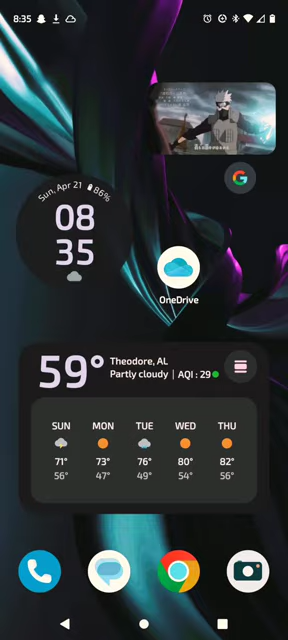 8:35
Sun, Apr 21 86%
08
35
OneDrive
59°
Theodore, AL
Partly cloudy | AQI : 29
SUN MON TUE WED THU
71° 73° 76° 80° 82°
56° 47° 49° 54° 56°